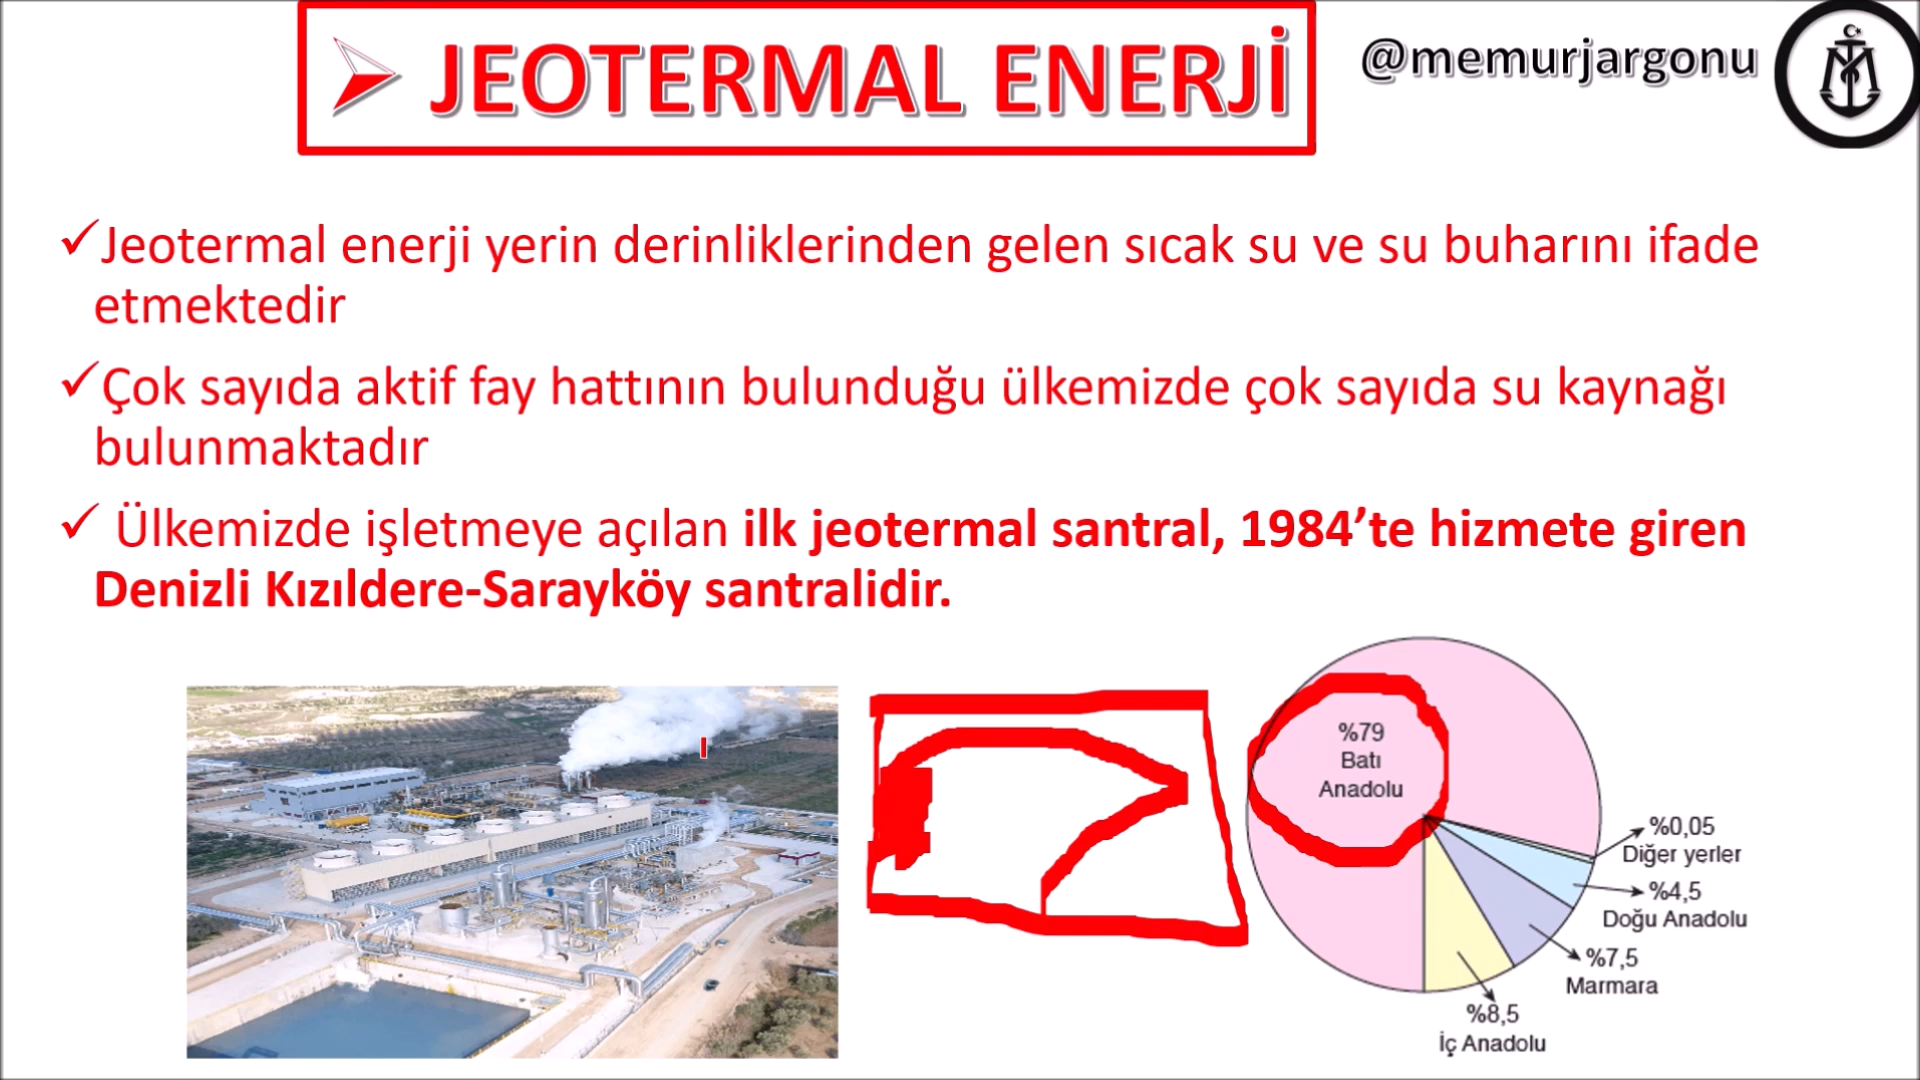 JEOTERMAL ENERJİ
@memurjargonu
Jeotermal enerji yerin derinliklerinden gelen sıcak su ve su buharını ifade
etmektedir
Çok sayıda aktif fay hattının bulunduğu ülkemizde çok sayıda su kaynağı
bulunmaktadır
Ülkemizde işletmeye açılan ilk jeotermal santral, 1984’te hizmete giren
Denizli Kızıldere-Sarayköy santralidir.
%79
Batı
Anadolu
%0,05
Diğer yerler
%4,5
Doğu Anadolu
%7,5
Marmara
%8,5
İç Anadolu